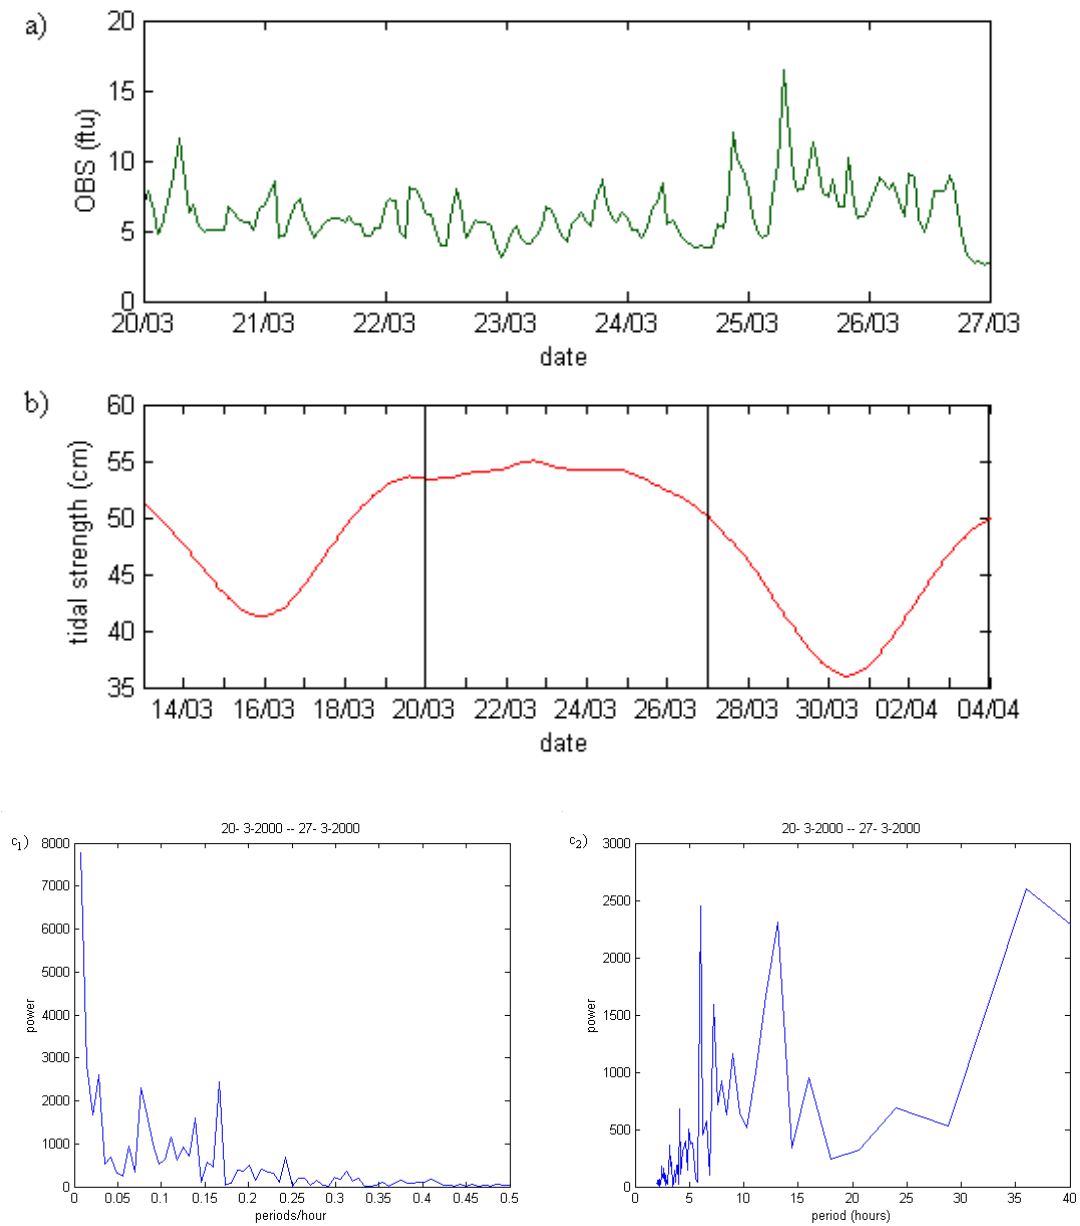 a)
20
15
10
5
0
OBS (ftu)
20/03 21/03 22/03 23/03 24/03 25/03 26/03 27/03
date
b)
60
55
50
45
40
35
tidal strength (cm)
14/03 16/03 18/03 20/03 22/03 24/03 26/03 28/03 30/03 02/04 04/04
date
c1)
20- 3-2000 -- 27- 3-2000
8000
7000
6000
5000
4000
3000
2000
1000
0
power
0 0.05 0.1 0.15 0.2 0.25 0.3 0.35 0.4 0.45 0.5
periods/hour
c2)
20- 3-2000 -- 27- 3-2000
3000
2500
2000
1500
1000
500
0
power
0 5 10 15 20 25 30 35 40
period (hours)